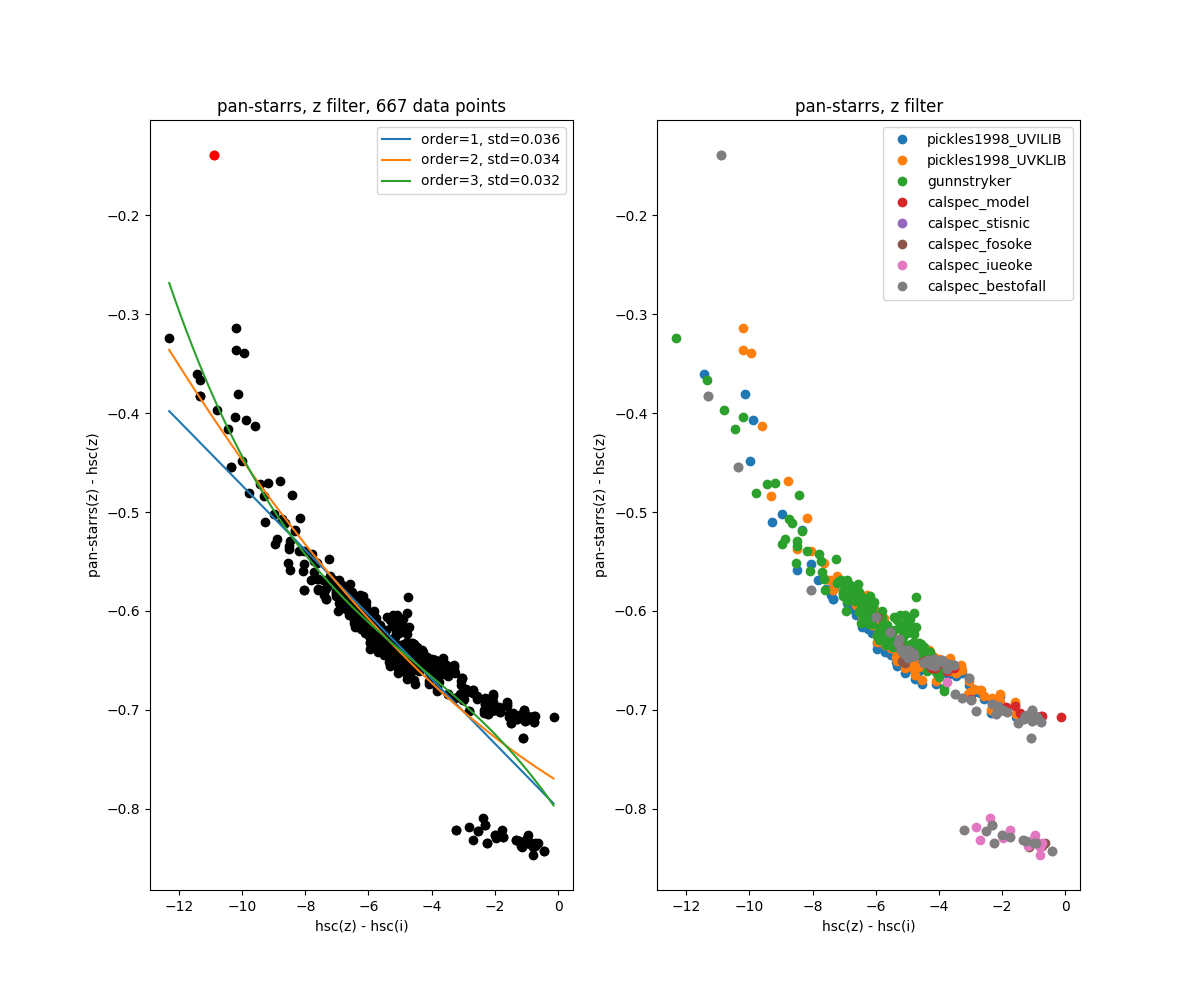 pan-starrs, z filter, 667 data points
order=1, std=0.036
order=2, std=0.034
order=3, std=0.032
−0.2
−0.3
−0.4
−0.5
−0.6
−0.7
−0.8
pan-starrs(z) - hsc(z)
−12 −10 −8 −6 −4 −2 0
hsc(z) - hsc(i)
pan-starrs, z filter
pickles1998_UVILIB
pickles1998_UVKLIB
gunnstryker
calspec_model
calspec_stisnic
calspec_fosoke
calspec_iueoke
calspec_bestofall
−0.2
−0.3
−0.4
−0.5
−0.6
−0.7
−0.8
pan-starrs(z) - hsc(z)
−12 −10 −8 −6 −4 −2 0
hsc(z) - hsc(i)